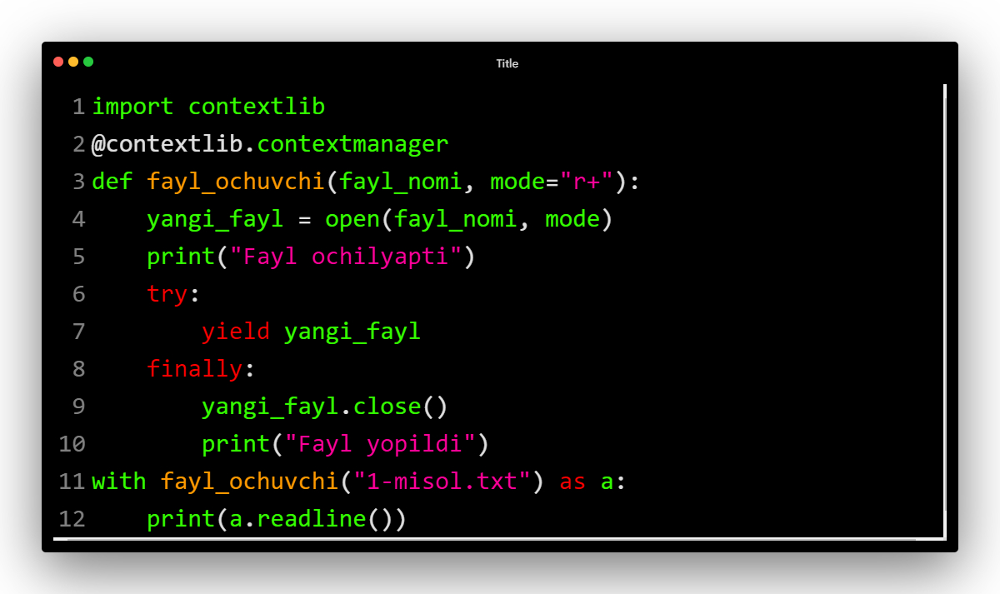 Title
1 import contextlib
2 @contextlib.contextmanager
3 def fayl_ochuvchi(fayl_nomi, mode="r+"):
4     yangi_fayl = open(fayl_nomi, mode)
5     print("Fayl ochilyapti")
6     try:
7         yield yangi_fayl
8     finally:
9         yangi_fayl.close()
10         print("Fayl yopildi")
11 with fayl_ochuvchi("1-misol.txt") as a:
12     print(a.readline())